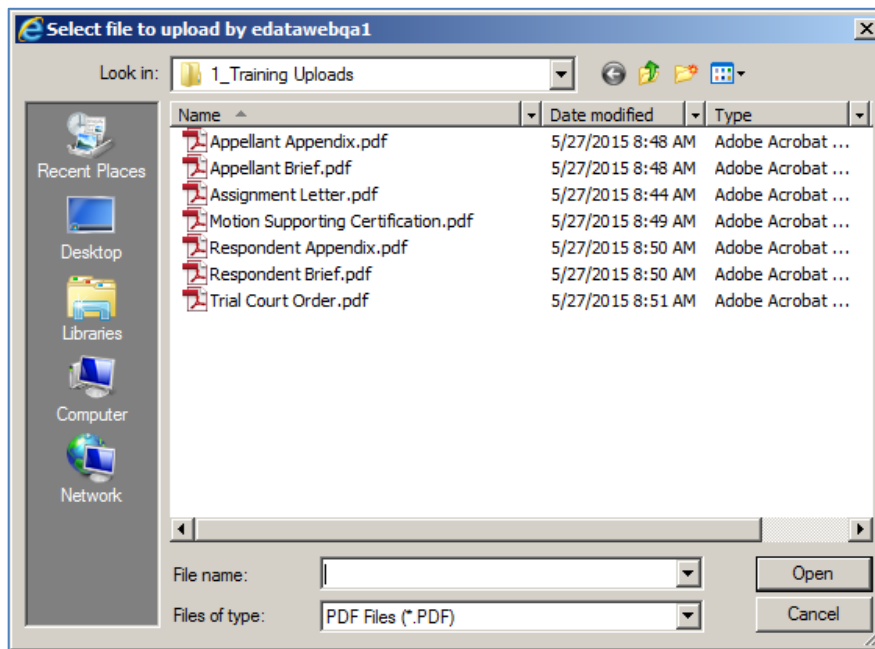 Select file to upload by edatawebqa1
Look in: 1_Training Uploads
Name Date modified Type
Appellant Appendix.pdf 5/27/2015 8:48 AM Adobe Acrobat ...
Appellant Brief.pdf 5/27/2015 8:48 AM Adobe Acrobat ...
Assignment Letter.pdf 5/27/2015 8:44 AM Adobe Acrobat ...
Motion Supporting Certification.pdf 5/27/2015 8:49 AM Adobe Acrobat ...
Respondent Appendix.pdf 5/27/2015 8:50 AM Adobe Acrobat ...
Respondent Brief.pdf 5/27/2015 8:50 AM Adobe Acrobat ...
Trial Court Order.pdf 5/27/2015 8:51 AM Adobe Acrobat ...
Recent Places
Desktop
Libraries
Computer
Network
File name:
Open
Files of type: PDF Files (*.PDF)
Cancel